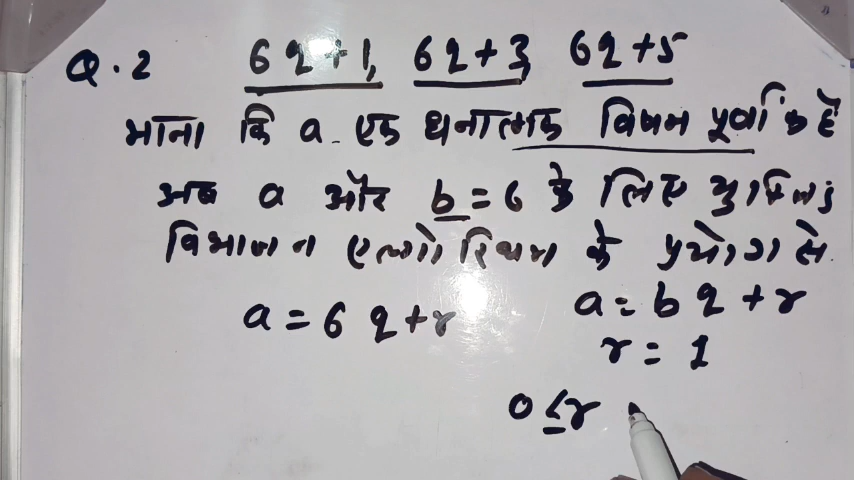 Q.2 6q+1, 6q+3, 6q+5
माना कि a एक धनात्मक विषम पूर्णांक है
अब a और b=6 के लिए युक्लिड
विभाजन एल्गोरिथम के प्रयोग से
a = 6q+r a = bq+r
r = 1
0 ≤ r